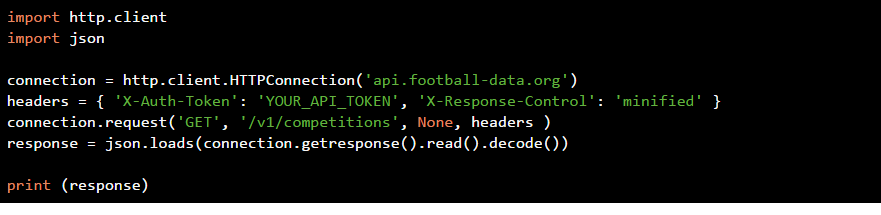 import http.client
import json
connection = http.client.HTTPConnection('api.football-data.org')
headers = { 'X-Auth-Token': 'YOUR_API_TOKEN', 'X-Response-Control': 'minified' }
connection.request('GET', '/v1/competitions', None, headers )
response = json.loads(connection.getresponse().read().decode())
print (response)